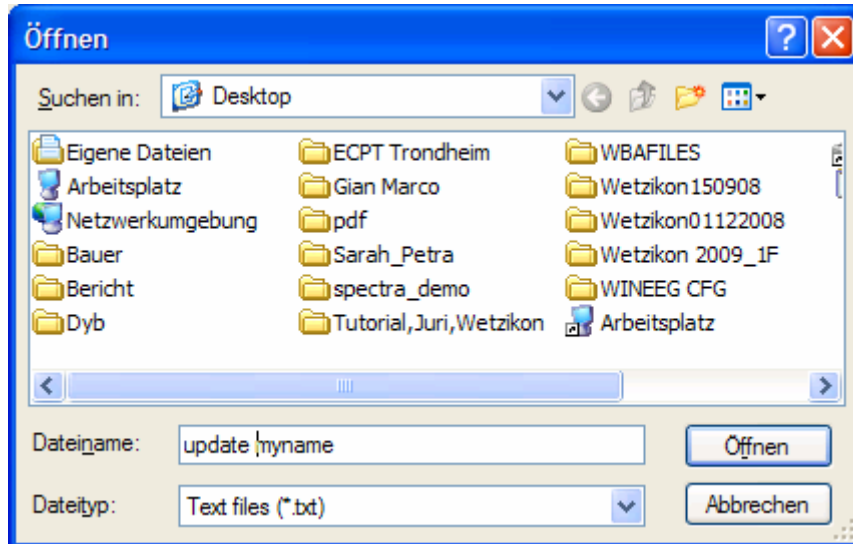 Öffnen
Suchen in: Desktop
Eigene Dateien ECPT Trondheim WBAFILES
Arbeitsplatz Gian Marco Wetzikon150908
Netzwerkumgebung pdf Wetzikon01122008
Bauer Sarah_Petra Wetzikon 2009_1F
Bericht spectra_demo WINEEG CFG
Dyb Tutorial,Juri,Wetzikon Arbeitsplatz
Dateiname: update myname Öffnen
Dateityp: Text files (*.txt) Abbrechen